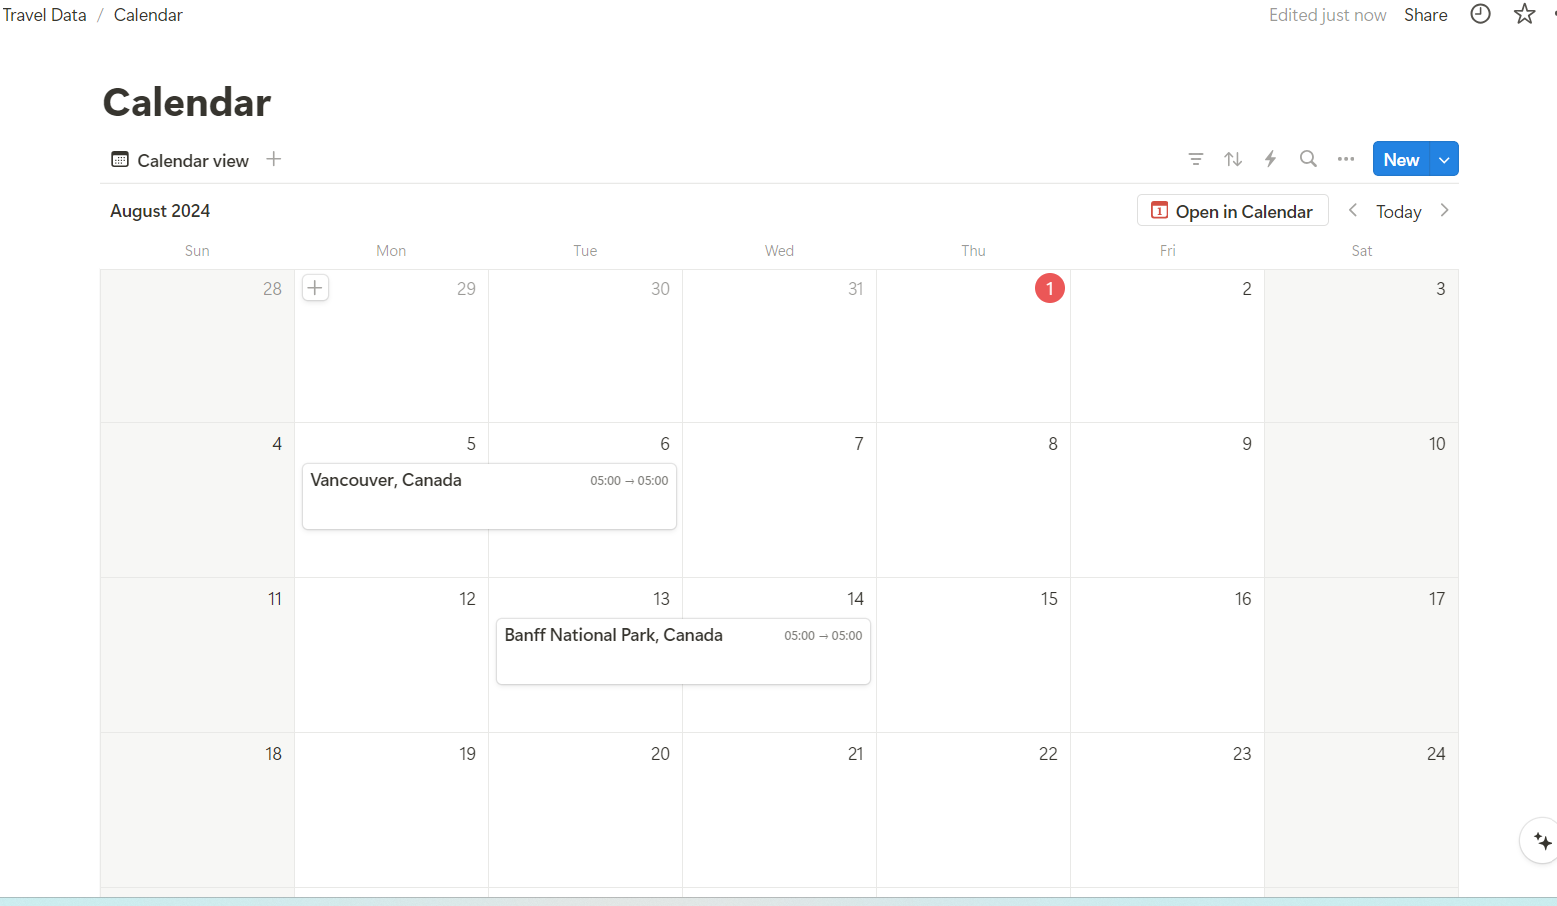 Travel Data / Calendar
Edited just now Share
Calendar
Calendar view
New
August 2024
1 Open in Calendar Today
Sun Mon Tue Wed Thu Fri Sat
28 29 30 31 1 2 3
4 5 6 7 8 9 10
Vancouver, Canada 05:00 → 05:00
11 12 13 14 15 16 17
Banff National Park, Canada 05:00 → 05:00
18 19 20 21 22 23 24